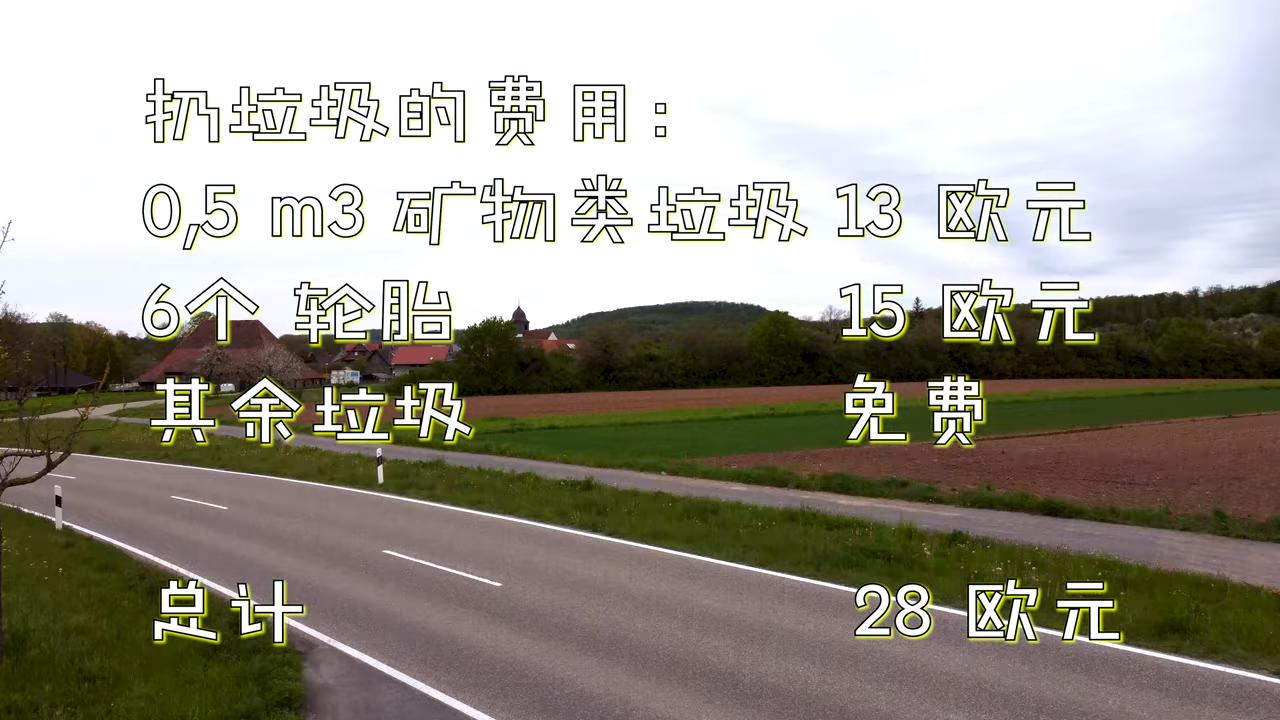 扔垃圾的费用：
0,5 m3 矿物类垃圾 13 欧元
6个 轮胎 15 欧元
其余垃圾 免费
总计 28 欧元